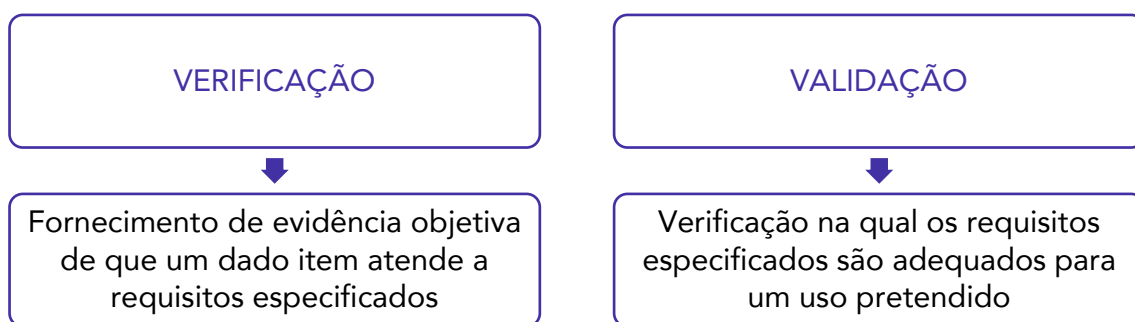 VERIFICAÇÃO
Fornecimento de evidência objetiva
de que um dado item atende a
requisitos especificados
VALIDAÇÃO
Verificação na qual os requisitos
especificados são adequados para
um uso pretendido